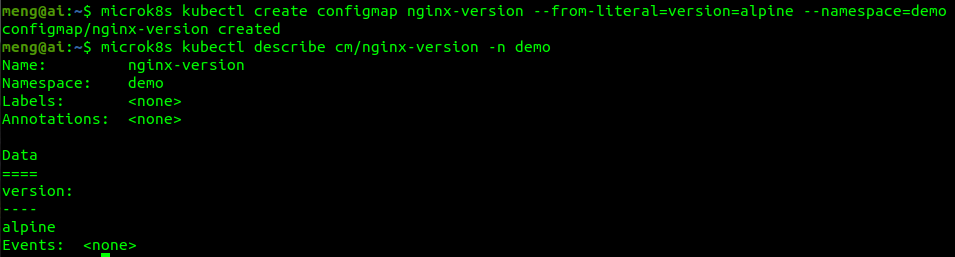 meng@ai:~$ microk8s kubectl create configmap nginx-version --from-literal=version=alpine --namespace=demo
configmap/nginx-version created
meng@ai:~$ microk8s kubectl describe cm/nginx-version -n demo
Name:         nginx-version
Namespace:    demo
Labels:       <none>
Annotations:  <none>
Data
====
version:
----
alpine
Events:  <none>